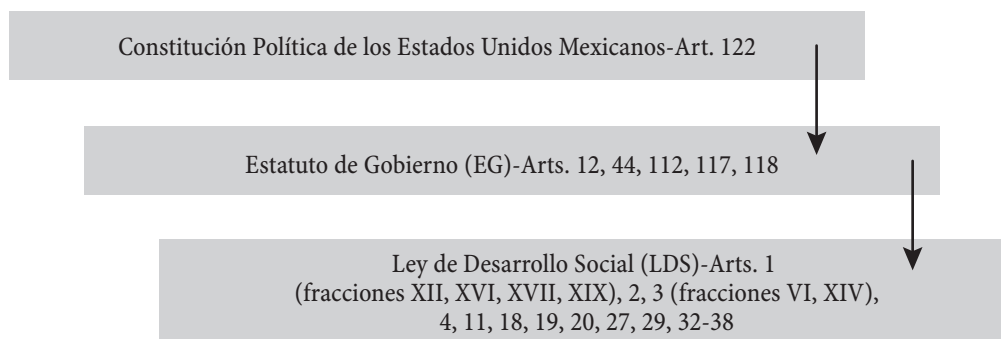 Constitución Política de los Estados Unidos Mexicanos-Art. 122
Estatuto de Gobierno (EG)-Arts. 12, 44, 112, 117, 118
Ley de Desarrollo Social (LDS)-Arts. 1
(fracciones XII, XVI, XVII, XIX), 2, 3 (fracciones VI, XIV),
4, 11, 18, 19, 20, 27, 29, 32-38